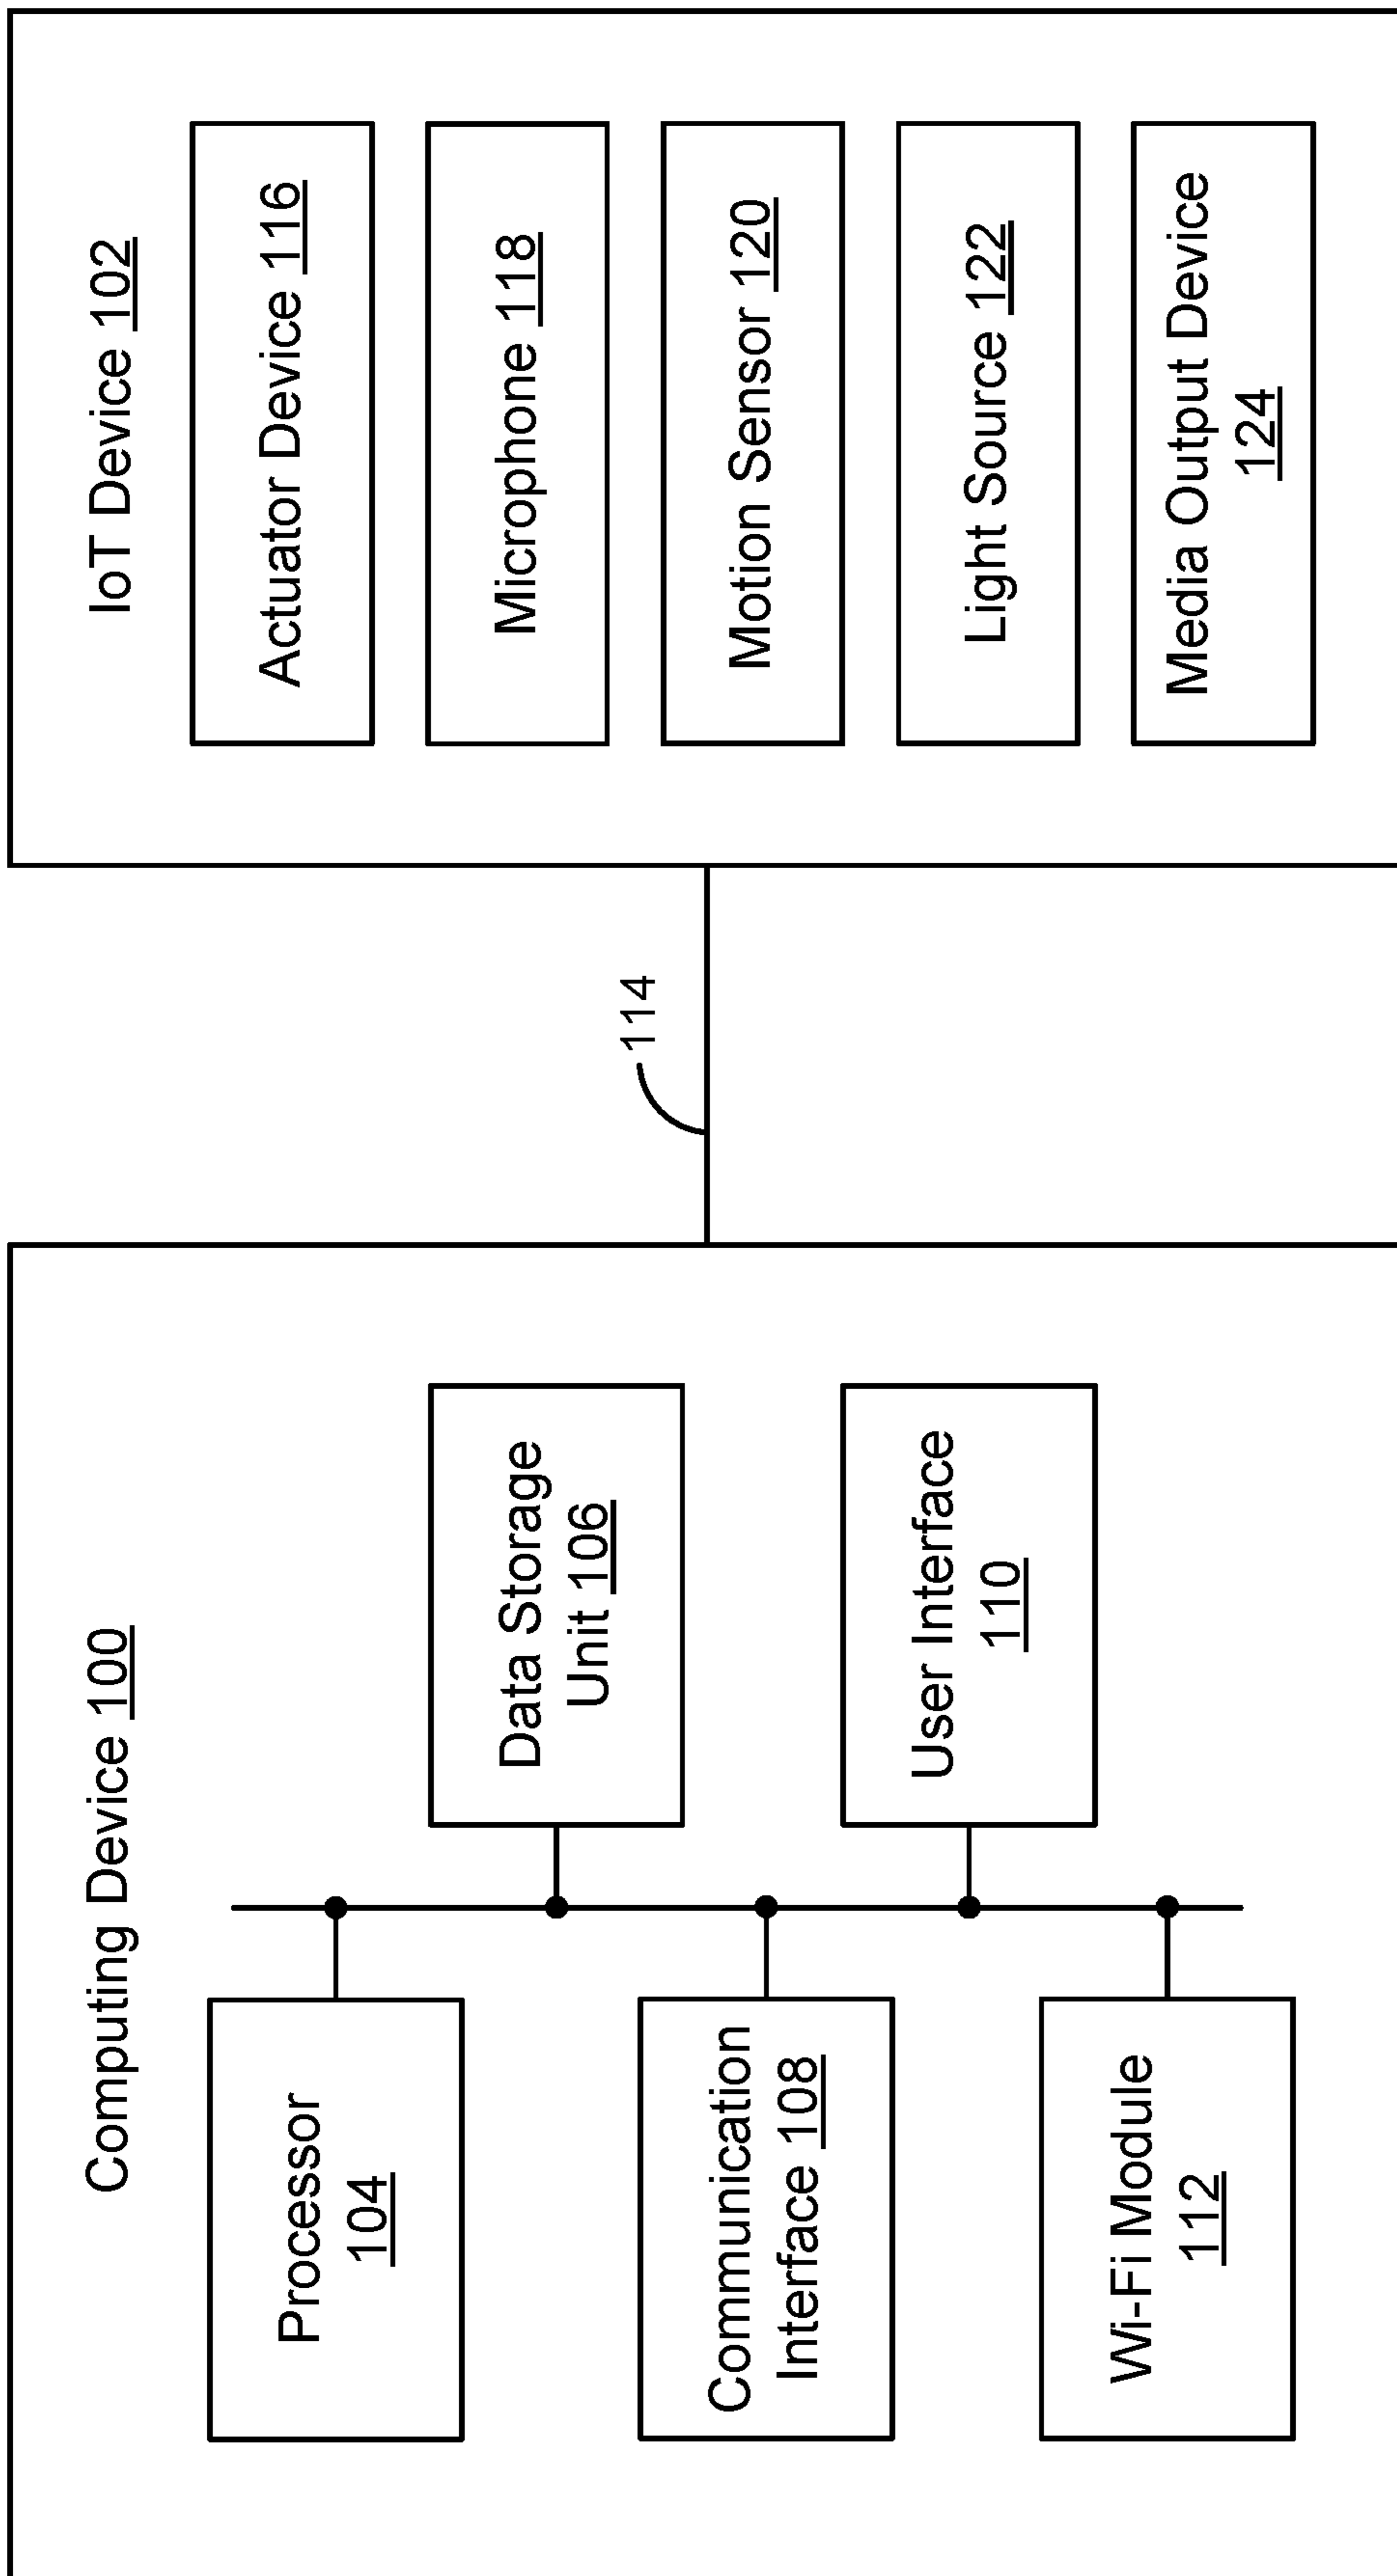 Computing Device 100
Processor
104
Data Storage
Unit 106
Communication
Interface 108
User Interface
110
Wi-Fi Module
112
114
IoT Device 102
Actuator Device 116
Microphone 118
Motion Sensor 120
Light Source 122
Media Output Device
124